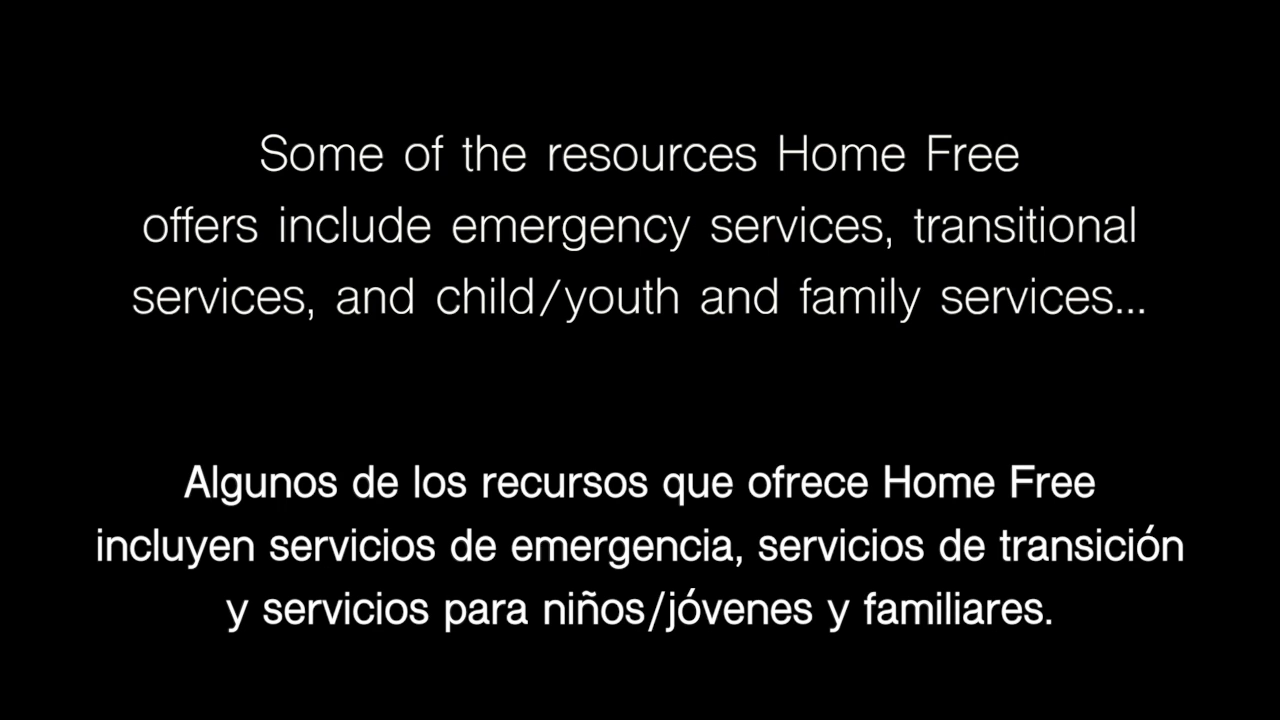 Some of the resources Home Free
offers include emergency services, transitional
services, and child/youth and family services...
Algunos de los recursos que ofrece Home Free
incluyen servicios de emergencia, servicios de transición
y servicios para niños/jóvenes y familiares.